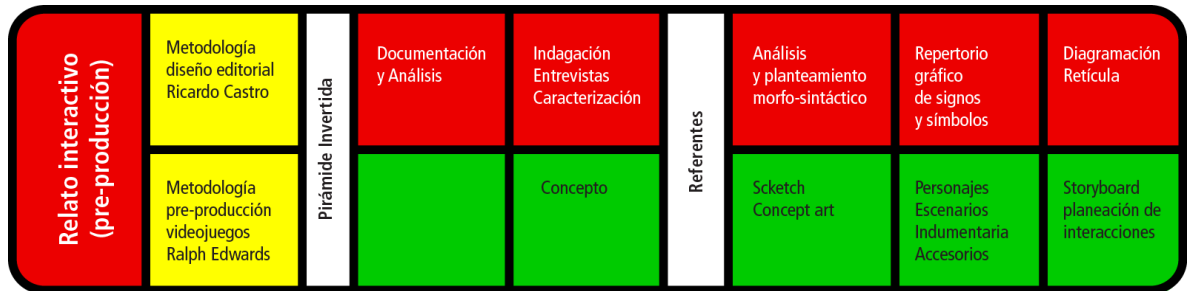 Relato interactivo
(pre-producción)
Metodología
diseño editorial
Ricardo Castro
Metodología
pre-producción
videojuegos
Ralph Edwards
Pirámide Invertida
Documentación
y Análisis
Indagación
Entrevistas
Caracterización
Concepto
Referentes
Análisis
y planteamiento
morfo-sintáctico
Repertorio
gráfico
de signos
y símbolos
Diagramación
Retícula
Scketch
Concept art
Personajes
Escenarios
Indumentaria
Accesorios
Storyboard
planeación de
interacciones